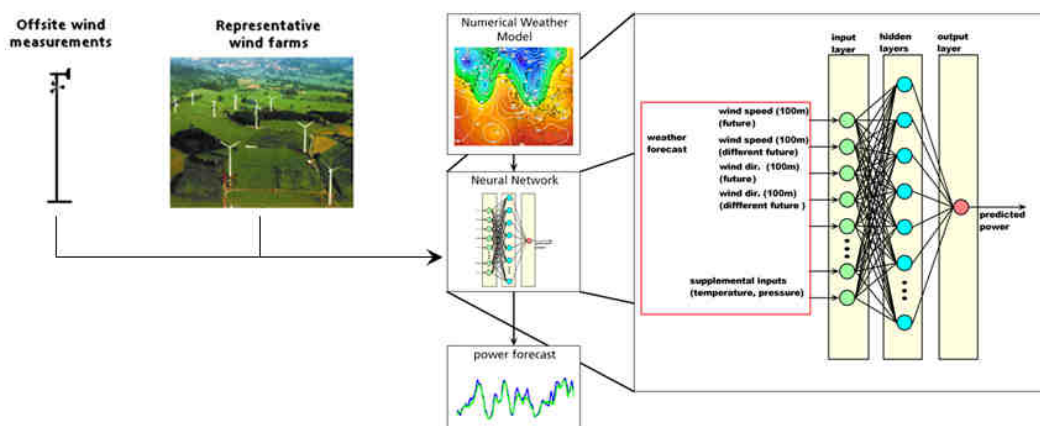 Offsite wind
measurements
Representative
wind farms
Numerical Weather
Model
Neural Network
power forecast
input
layer
hidden
layers
output
layer
weather
forecast
wind speed (100m)
(future)
wind speed (100m)
(different future)
wind dir. (100m)
(future)
wind dir. (100m)
(diffferent future )
supplemental inputs
(temperature, pressure)
predicted
power